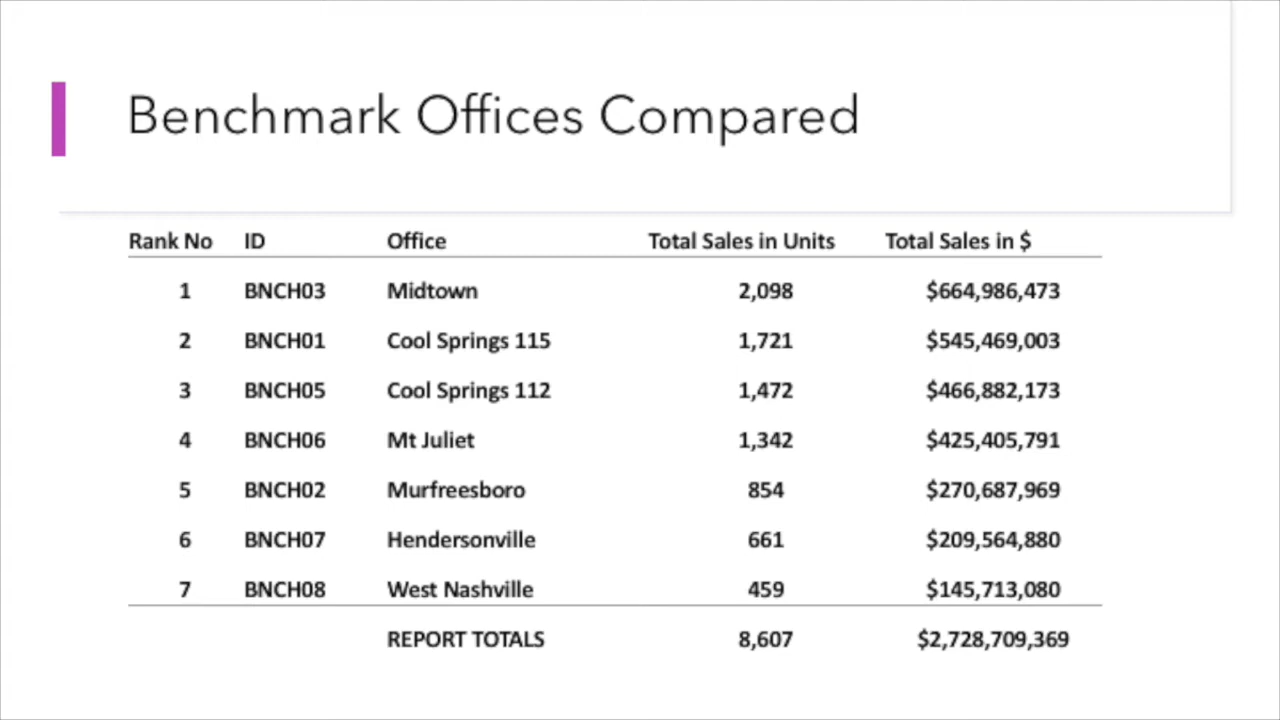 Benchmark Offices Compared
Rank No ID Office Total Sales in Units Total Sales in $
1 BNCH03 Midtown 2,098 $664,986,473
2 BNCH01 Cool Springs 115 1,721 $545,469,003
3 BNCH05 Cool Springs 112 1,472 $466,882,173
4 BNCH06 Mt Juliet 1,342 $425,405,791
5 BNCH02 Murfreesboro 854 $270,687,969
6 BNCH07 Hendersonville 661 $209,564,880
7 BNCH08 West Nashville 459 $145,713,080
REPORT TOTALS 8,607 $2,728,709,369